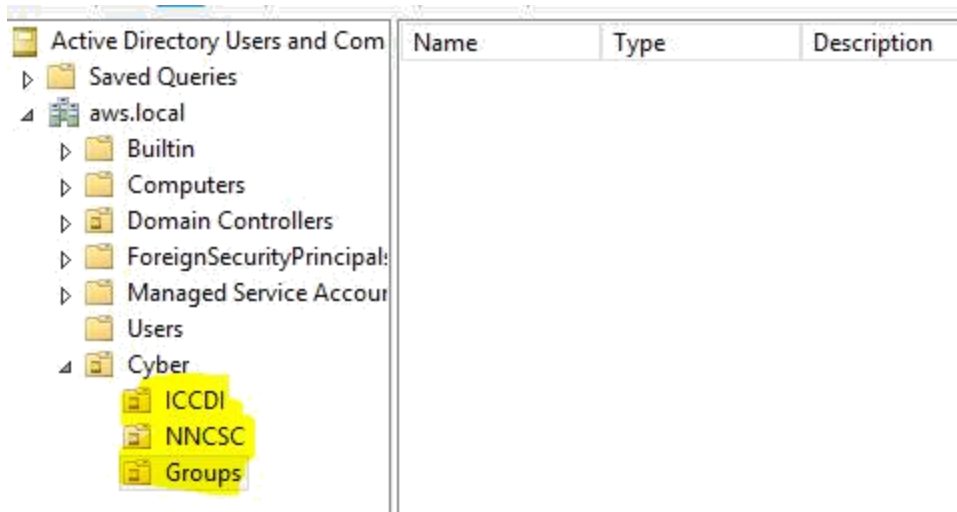 Active Directory Users and Com
Name Type Description
Saved Queries
aws.local
Builtin
Computers
Domain Controllers
ForeignSecurityPrincipals
Managed Service Accour
Users
Cyber
ICCDI
NNCSC
Groups